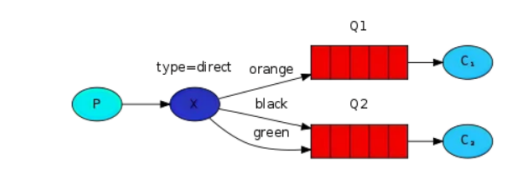 Q1
type=direct
orange
C₁
P
X
black
Q2
green
C₂